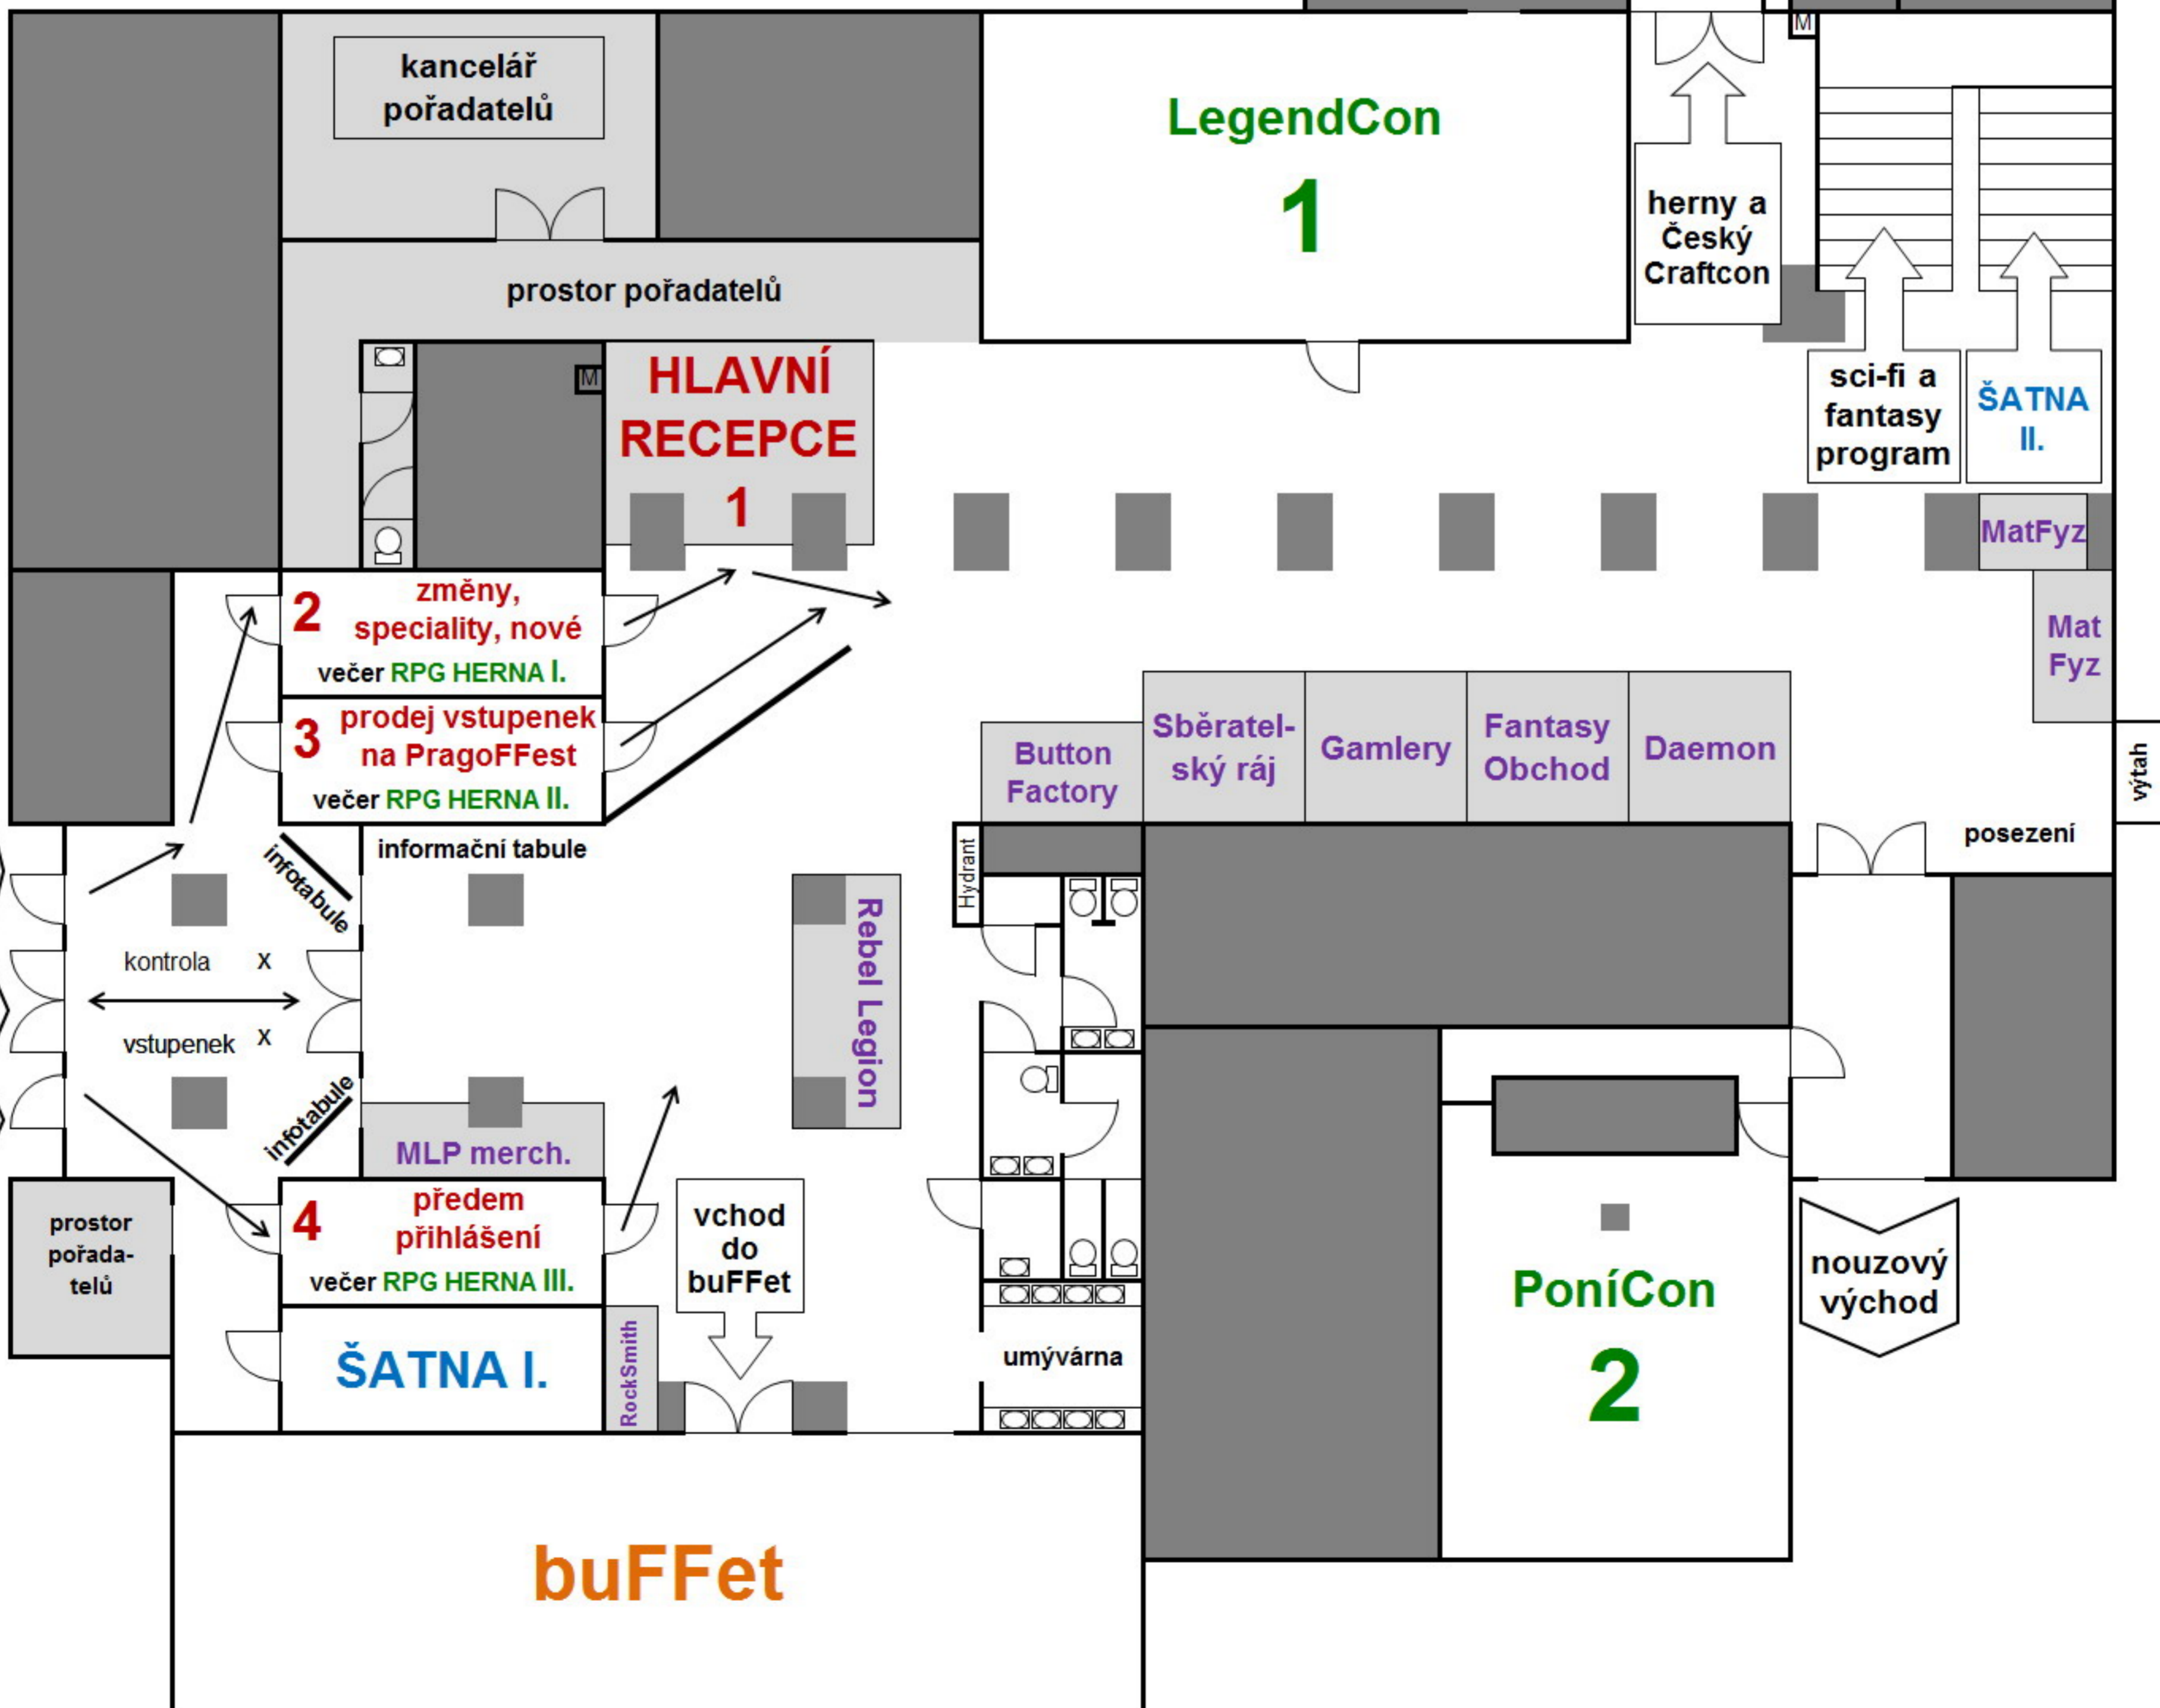 kancelář
pořadatelů
LegendCon
1
M
herny a
Český
Craftcon
prostor pořadatelů
M
HLAVNÍ
RECEPCE
1
sci-fi a
fantasy
program
ŠATNA
II.
MatFyz
Mat
Fyz
2
změny,
speciality, nové
večer RPG HERNA I.
3
prodej vstupenek
na PragoFFest
večer RPG HERNA II.
Button
Factory
Sběratel-
ský ráj
Gamlery
Fantasy
Obchod
Daemon
výtah
posezení
informační tabule
infotabule
Hydrant
Rebel Legion
kontrola x
vstupenek x
infotabule
MLP merch.
prostor
pořada-
telů
4
předem
přihlášení
večer RPG HERNA III.
vchod
do
buFFet
ŠATNA I.
RockSmith
umývárna
PoníCon
2
nouzový
východ
buFFet